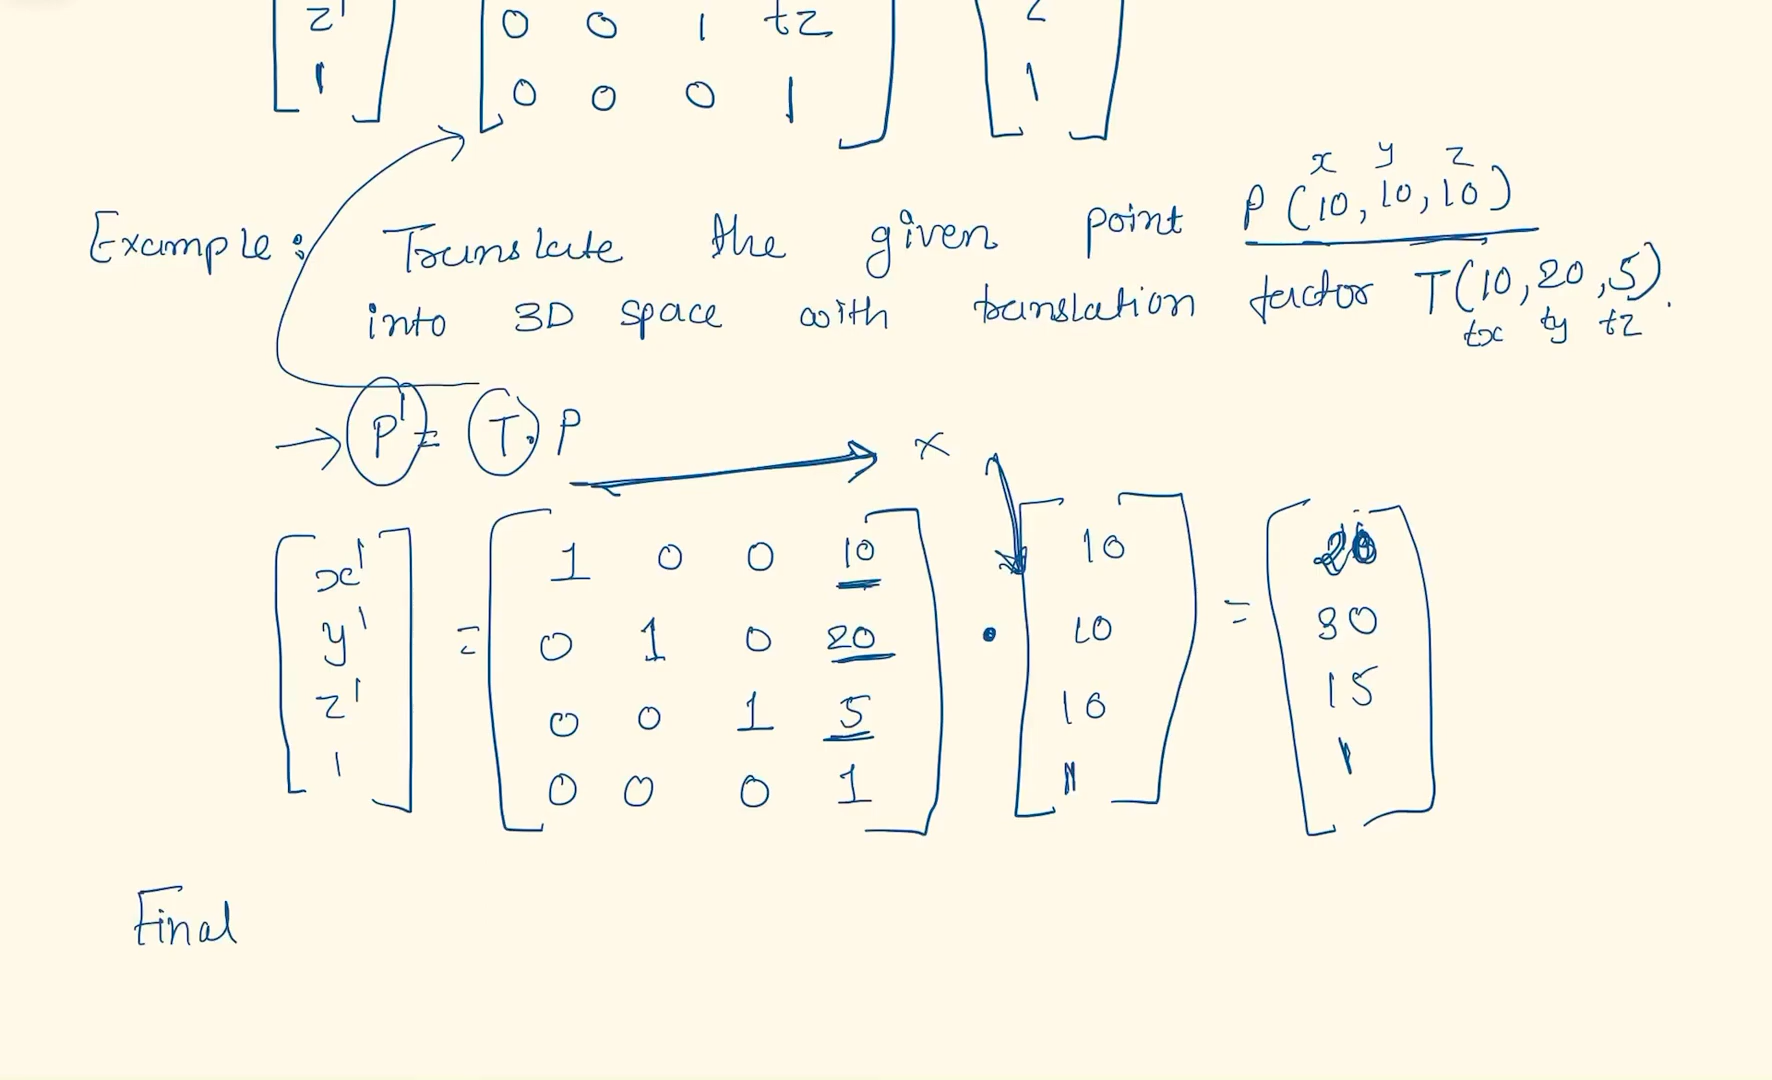 z' 0 0 1 tz z
1 0 0 0 1 1
x y z
Example: Translate the given point P(10,10,10)
into 3D space with translation factor T(10,20,5).
tx ty tz
→ P' = T. P
x
x' = 1 0 0 10 10 = 20
y' 0 1 0 20 • 10 30
z' 0 0 1 5 10 15
1 0 0 0 1 1 1
Final